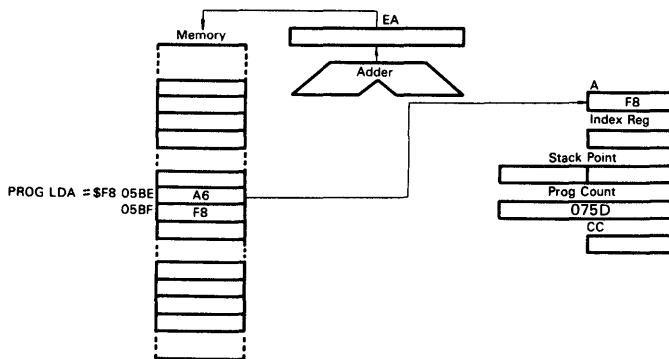 EA
Memory
Adder
A
F8
Index Reg
Stack Point
PROG LDA =$F8 05BE A6
Prog Count
05BF F8
075D
CC